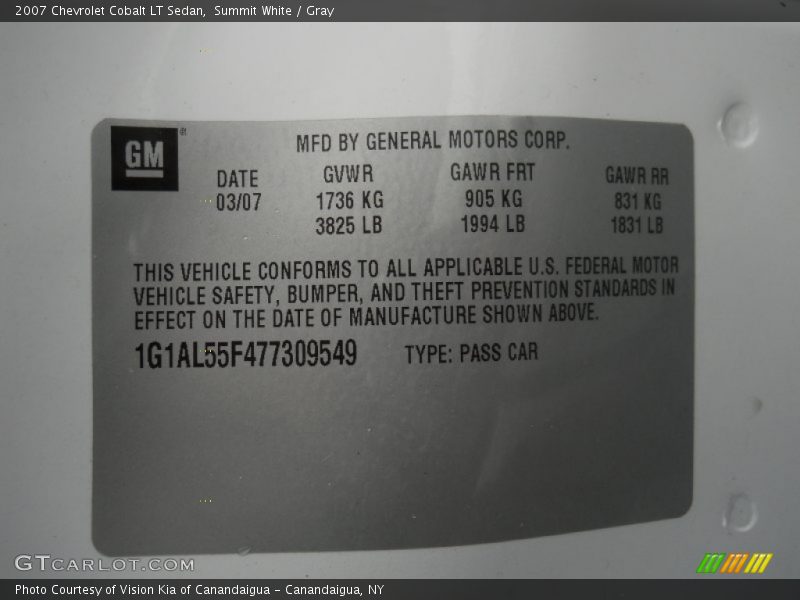 2007 Chevrolet Cobalt LT Sedan,  Summit White / Gray
GM®
MFD BY GENERAL MOTORS CORP.
DATE GVWR GAWR FRT GAWR RR
03/07 1736 KG 905 KG 831 KG
3825 LB 1994 LB 1831 LB
THIS VEHICLE CONFORMS TO ALL APPLICABLE U.S. FEDERAL MOTOR
VEHICLE SAFETY, BUMPER, AND THEFT PREVENTION STANDARDS IN
EFFECT ON THE DATE OF MANUFACTURE SHOWN ABOVE.
1G1AL55F477309549 TYPE: PASS CAR
GTCARLOT.COM
Photo Courtesy of Vision Kia of Canandaigua - Canandaigua, NY